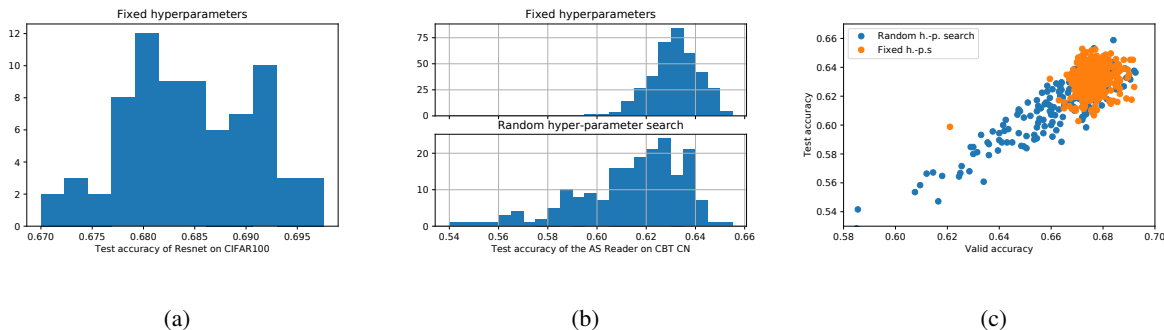 Fixed hyperparameters
12
10
8
6
4
2
0
0.670 0.675 0.680 0.685 0.690 0.695
Test accuracy of Resnet on CIFAR100
(a)
Fixed hyperparameters
75
50
25
0
Random hyper-parameter search
20
10
0
0.54 0.56 0.58 0.60 0.62 0.64 0.66
Test accuracy of the AS Reader on CBT CN
(b)
Random h.-p. search
Fixed h.-p.s
Test accuracy
0.66
0.64
0.62
0.60
0.58
0.56
0.54
0.58 0.60 0.62 0.64 0.66 0.68 0.70
Valid accuracy
(c)